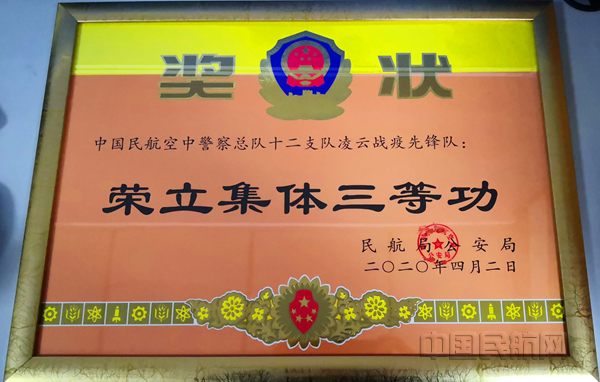 奖状
中国民航空中警察总队十二支队凌云战疫先锋队：
荣立集体三等功
民航局公安局
二〇二〇年四月二日
中国民航网